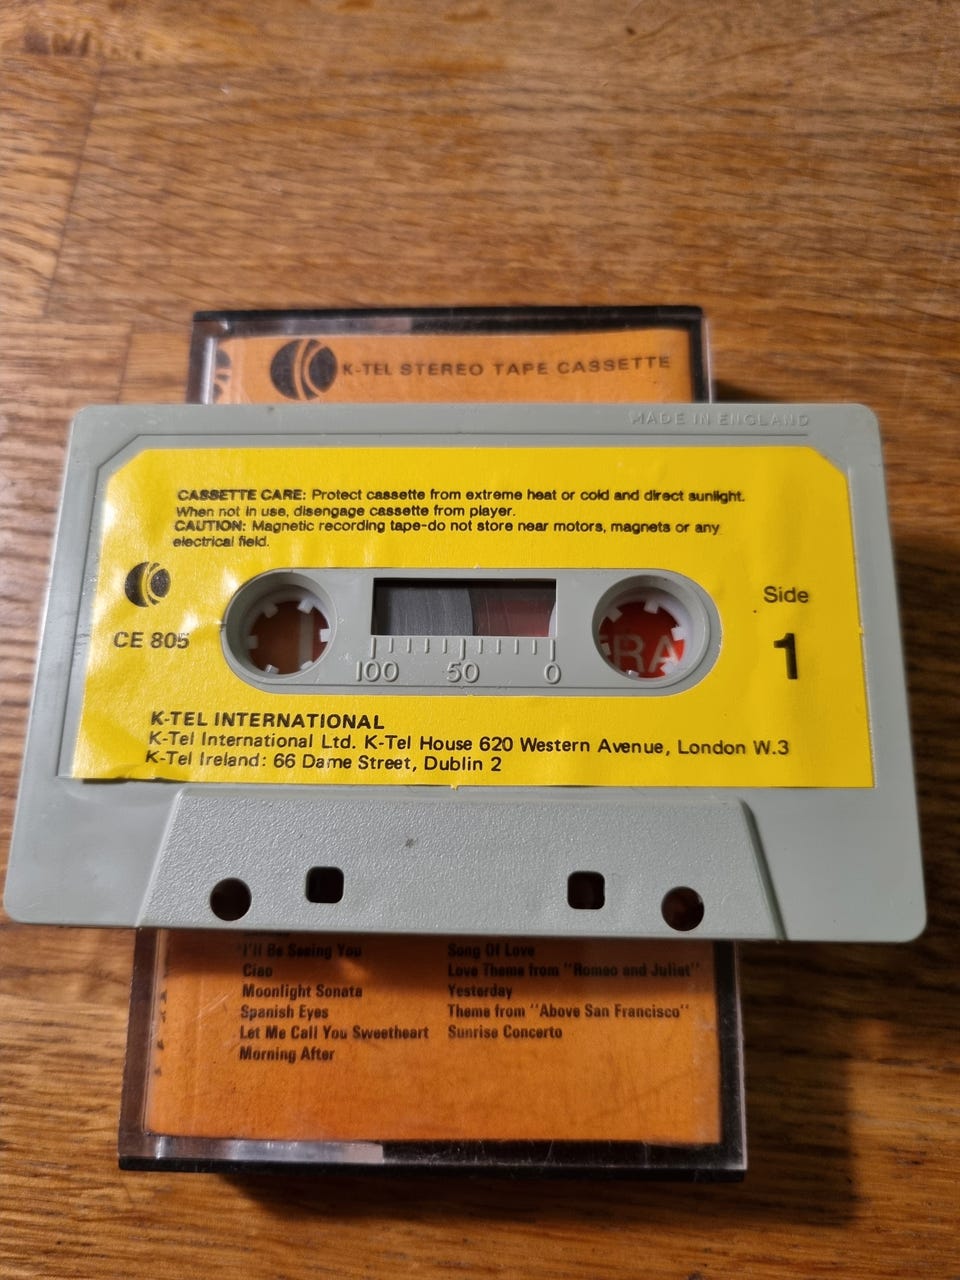 K-TEL STEREO TAPE CASSETTE
MADE IN ENGLAND
CASSETTE CARE: Protect cassette from extreme heat or cold and direct sunlight.
When not in use, disengage cassette from player.
CAUTION: Magnetic recording tape-do not store near motors, magnets or any
electrical field.
CE 805
Side
1
100 50 0
RA
K-TEL INTERNATIONAL
K-Tel International Ltd. K-Tel House 620 Western Avenue, London W.3
K-Tel Ireland: 66 Dame Street, Dublin 2
I'll Be Seeing You
Ciao
Moonlight Sonata
Spanish Eyes
Let Me Call You Sweetheart
Morning After
Song Of Love
Love Theme from "Romeo and Juliet"
Yesterday
Theme from "Above San Francisco"
Sunrise Concerto